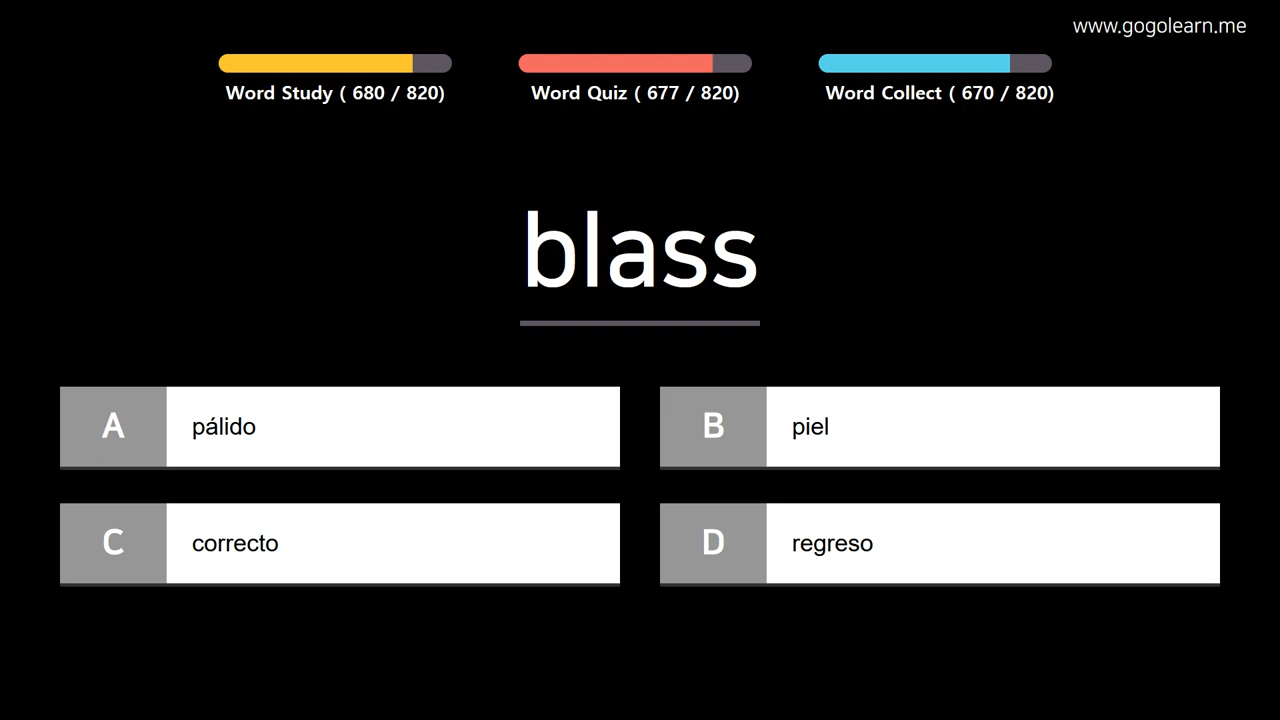 www.gogolearn.me
Word Study ( 680 / 820)
Word Quiz ( 677 / 820)
Word Collect ( 670 / 820)
blass
A
pálido
B
piel
C
correcto
D
regreso